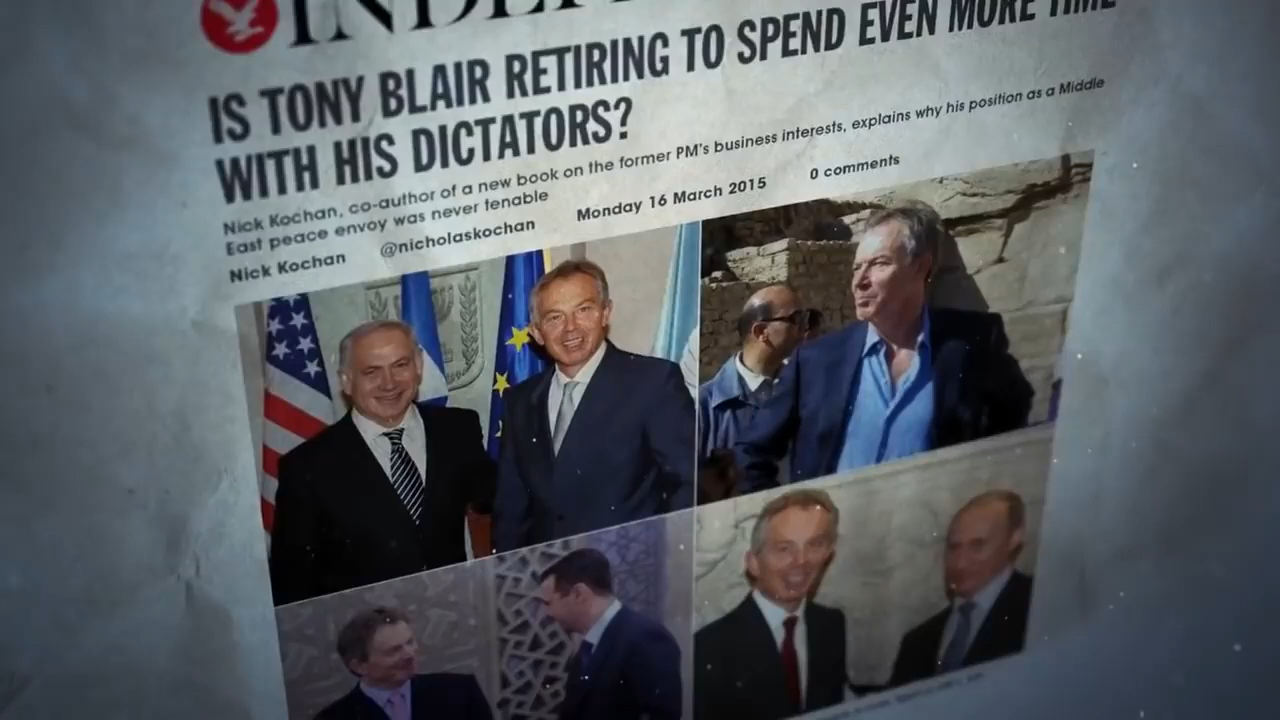 IS TONY BLAIR RETIRING TO SPEND EVEN MORE TIME
WITH HIS DICTATORS?
Nick Kochan, co-author of a new book on the former PM's business interests, explains why his position as a Middle
East peace envoy was never tenable
Nick Kochan @nicholaskochan Monday 16 March 2015 0 comments